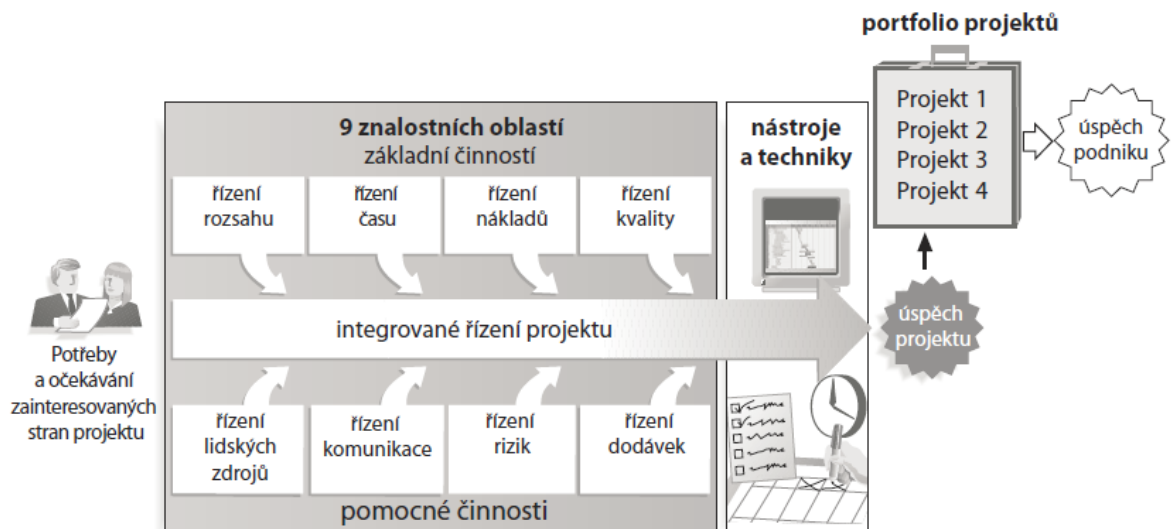 portfolio projektů
Projekt 1
Projekt 2
Projekt 3
Projekt 4
úspěch
podniku
9 znalostních oblastí
základní činností
nástroje
a techniky
řízení
rozsahu
řízení
času
řízení
nákladů
řízení
kvality
integrované řízení projektu
úspěch
projektu
Potřeby
a očekávání
zainteresovaných
stran projektu
řízení
lidských
zdrojů
řízení
komunikace
řízení
rizik
řízení
dodávek
pomocné činnosti